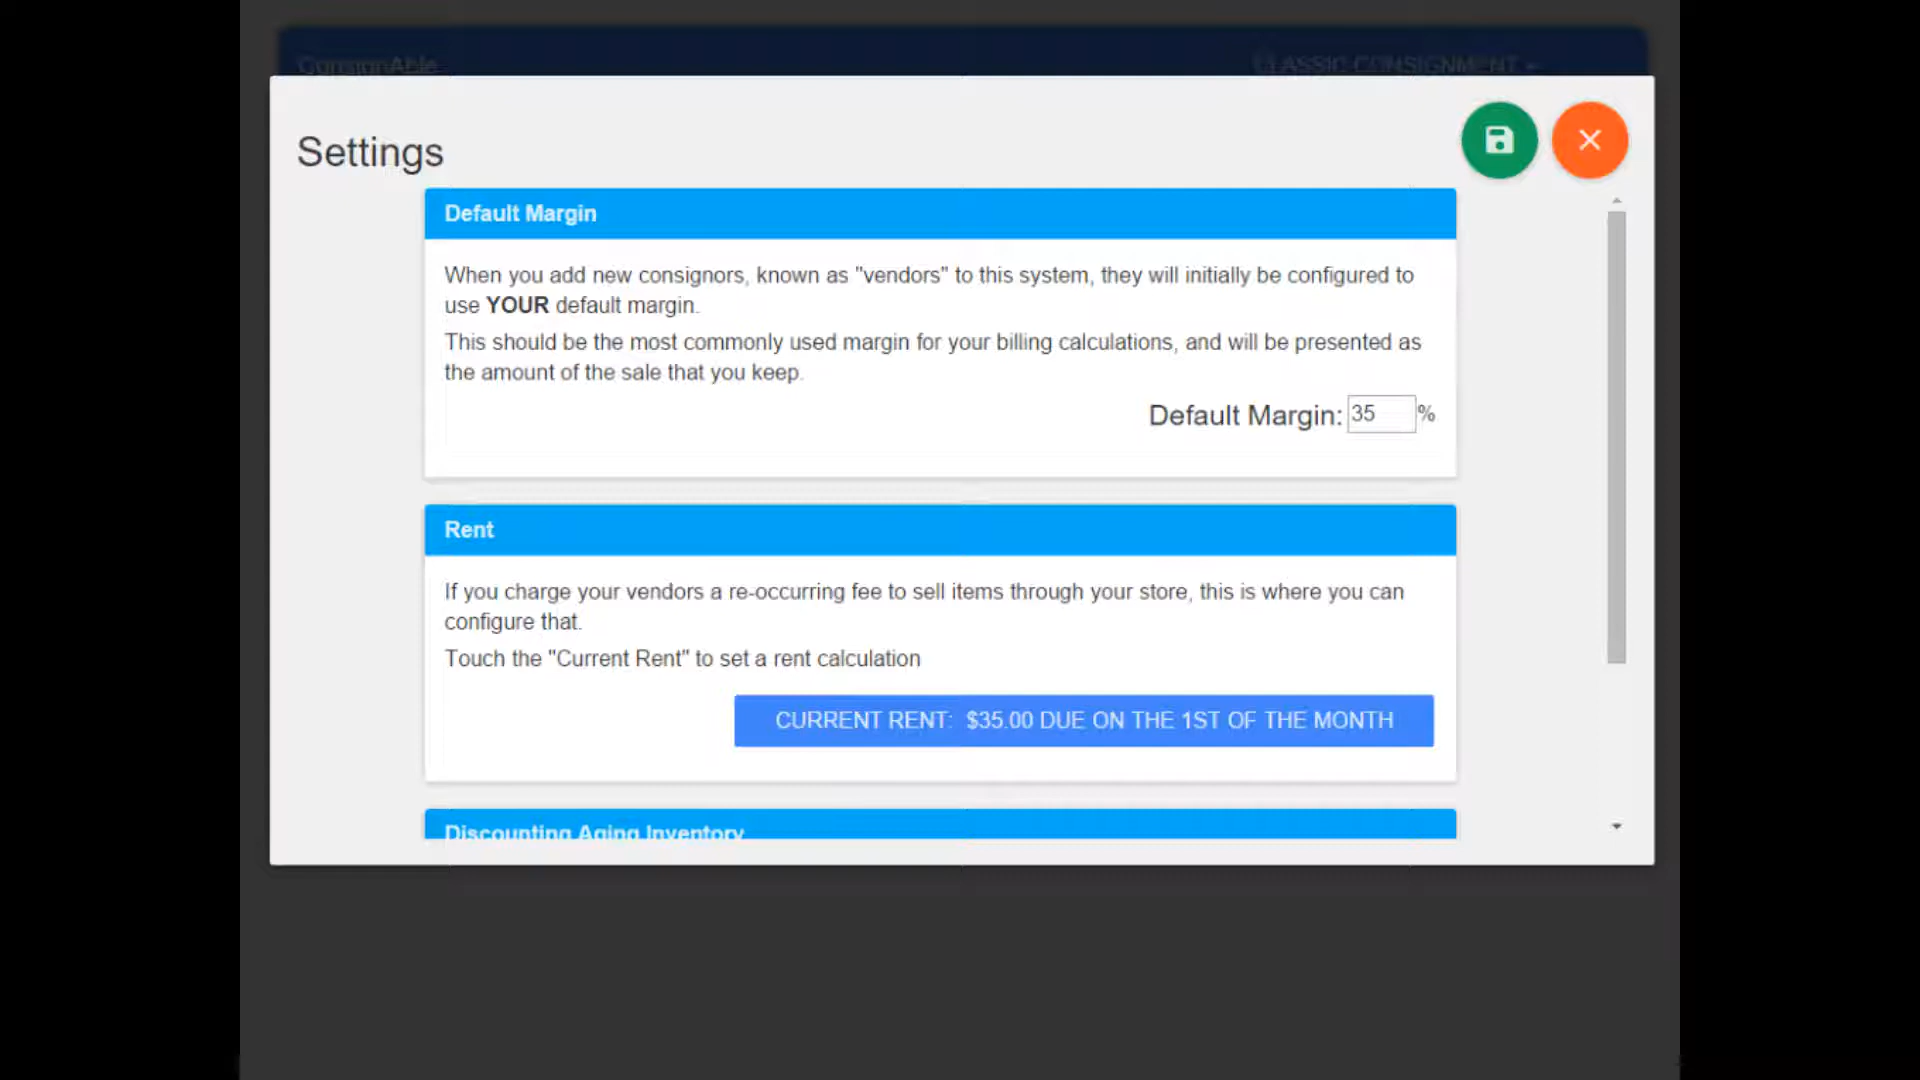 ConsignAble
CLASSIC CONSIGNMENT
Settings
Default Margin
When you add new consignors, known as "vendors" to this system, they will initially be configured to
use YOUR default margin.
This should be the most commonly used margin for your billing calculations, and will be presented as
the amount of the sale that you keep.
Default Margin: 35 %
Rent
If you charge your vendors a re-occurring fee to sell items through your store, this is where you can
configure that.
Touch the "Current Rent" to set a rent calculation
CURRENT RENT: $35.00 DUE ON THE 1ST OF THE MONTH
Discounting Aging Inventory